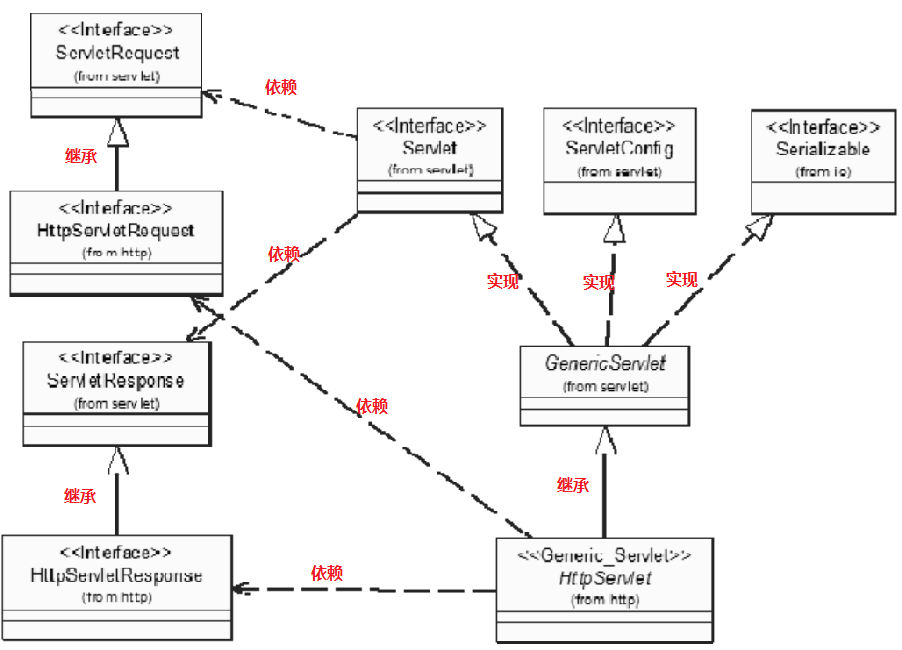 <<Interface>>
ServletRequest
(from servlet)
依赖
继承
<<Interface>>
Servlet
(from servlet)
<<Interface>>
ServletConfig
(from servlet)
<<Interface>>
Serializable
(from io)
<<Interface>>
HttpServletRequest
(from http)
依赖
实现
实现
实现
<<Interface>>
ServletResponse
(from servlet)
GenericServlet
(from servlet)
依赖
继承
继承
<<Interface>>
HttpServletResponse
(from http)
依赖
<<Generic_Servlet>>
HttpServlet
(from http)